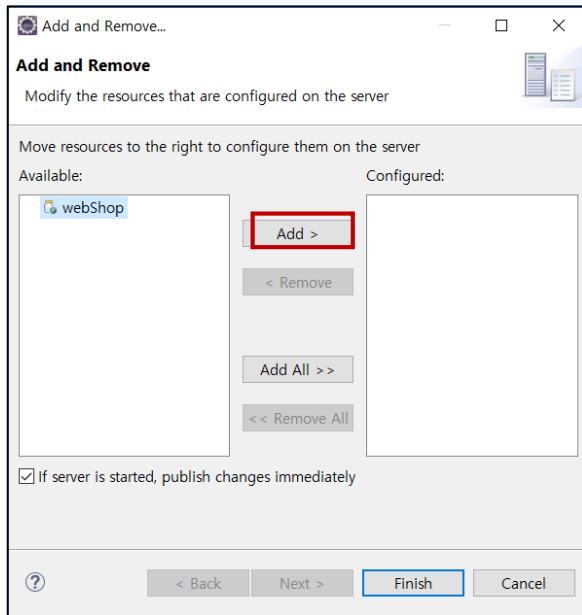 Add and Remove...
Add and Remove
Modify the resources that are configured on the server
Move resources to the right to configure them on the server
Available:
Configured:
webShop
Add >
< Remove
Add All >>
<< Remove All
If server is started, publish changes immediately
?
< Back
Next >
Finish
Cancel